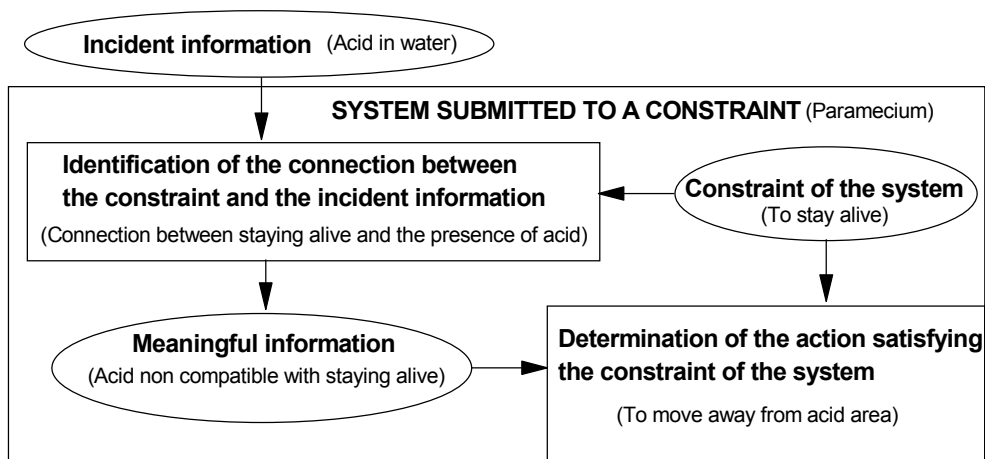 Incident information (Acid in water)
SYSTEM SUBMITTED TO A CONSTRAINT (Paramecium)
Identification of the connection between
the constraint and the incident information
(Connection between staying alive and the presence of acid)
Constraint of the system
(To stay alive)
Meaningful information
(Acid non compatible with staying alive)
Determination of the action satisfying
the constraint of the system
(To move away from acid area)